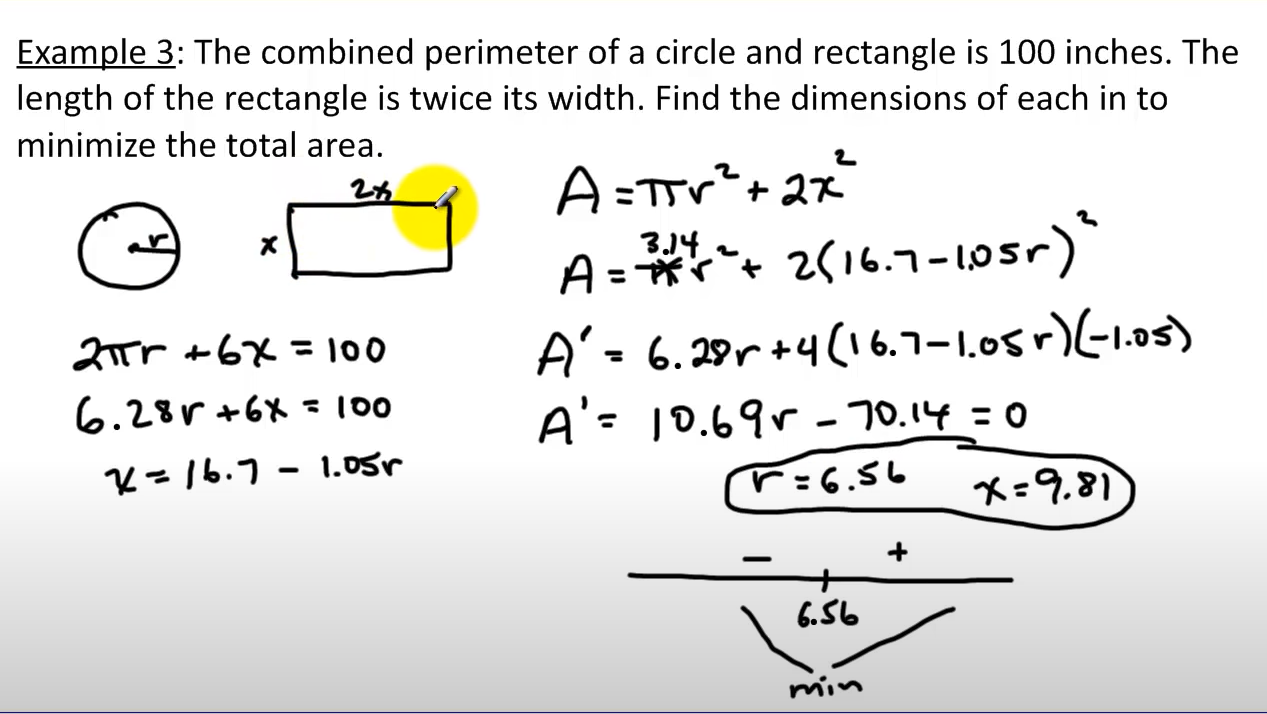 Example 3: The combined perimeter of a circle and rectangle is 100 inches. The
length of the rectangle is twice its width. Find the dimensions of each in to
minimize the total area.
r
x
2x
2πr + 6x = 100
6.28r + 6x = 100
x = 16.7 - 1.05r
A = πr² + 2x²
3.14
A = πr² + 2(16.7-1.05r)²
A' = 6.28r + 4(16.7-1.05r)(-1.05)
A' = 10.69r - 70.14 = 0
r = 6.56 x = 9.81
- +
6.56
min